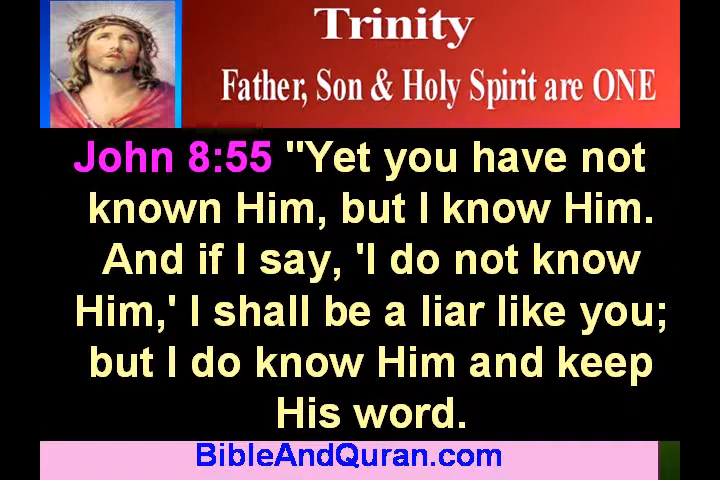 Trinity
Father, Son & Holy Spirit are ONE
John 8:55 "Yet you have not
known Him, but I know Him.
And if I say, 'I do not know
Him,' I shall be a liar like you;
but I do know Him and keep
His word.
BibleAndQuran.com